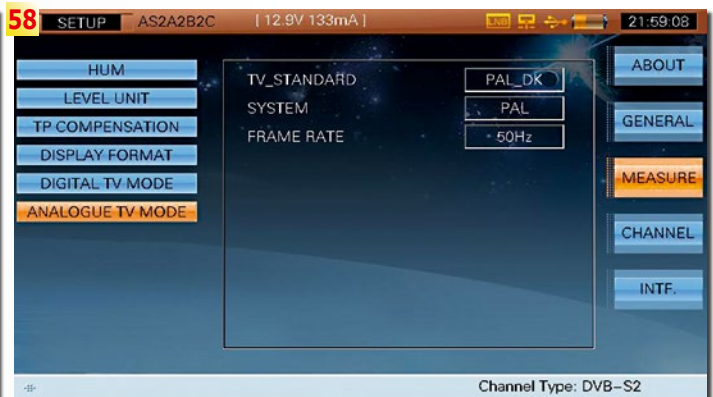 58 SETUP AS2A2B2C [ 12.9V 133mA ] LNB 21:59:08
HUM
LEVEL UNIT
TP COMPENSATION
DISPLAY FORMAT
DIGITAL TV MODE
ANALOGUE TV MODE
TV_STANDARD PAL_DK
SYSTEM PAL
FRAME RATE 50Hz
ABOUT
GENERAL
MEASURE
CHANNEL
INTF.
Channel Type: DVB-S2